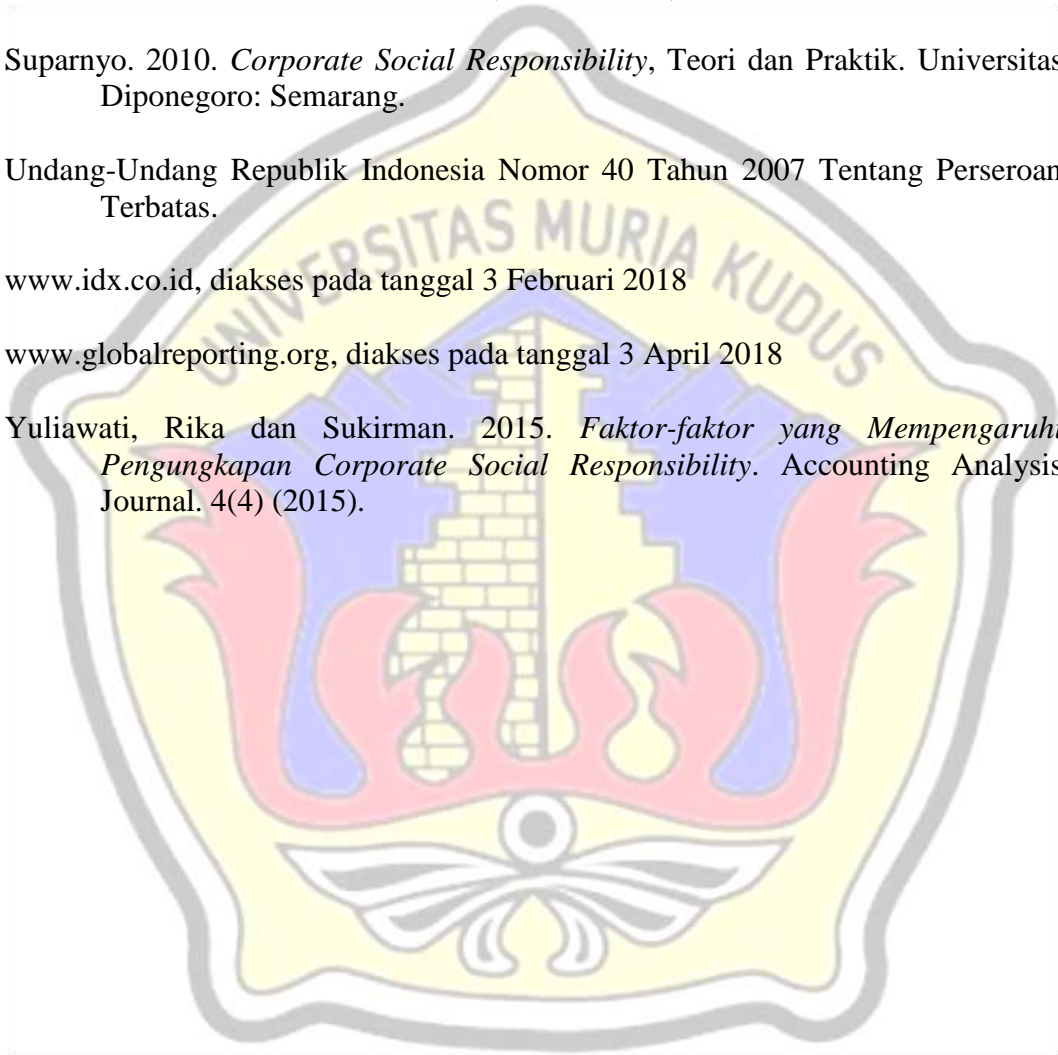 Suparnyo. 2010. Corporate Social Responsibility, Teori dan Praktik. Universitas
Diponegoro: Semarang.
Undang-Undang Republik Indonesia Nomor 40 Tahun 2007 Tentang Perseroan
Terbatas.
UNIVERSITAS MURIA KUDUS
www.idx.co.id, diakses pada tanggal 3 Februari 2018
www.globalreporting.org, diakses pada tanggal 3 April 2018
Yuliawati, Rika dan Sukirman. 2015. Faktor-faktor yang Mempengaruhi
Pengungkapan Corporate Social Responsibility. Accounting Analysis
Journal. 4(4) (2015).